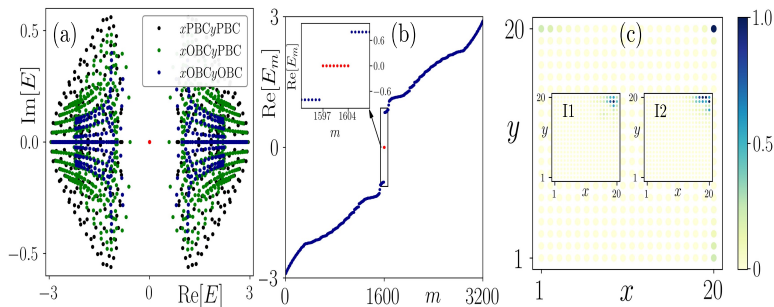 (a)
xPBCyPBC
xOBCyPBC
xOBCyOBC
Im[E]
0.5
0.0
−0.5
−3
0
3
Re[E]
(b)
Re[E_m]
3
0
−3
0
1600
3200
m
Re[E_m]
0.6
0.0
−0.6
1597
1604
m
(c)
y
20
1
1
20
x
I1
20
y
1
1
20
x
I2
20
y
1
1
20
x
1.0
0.5
0